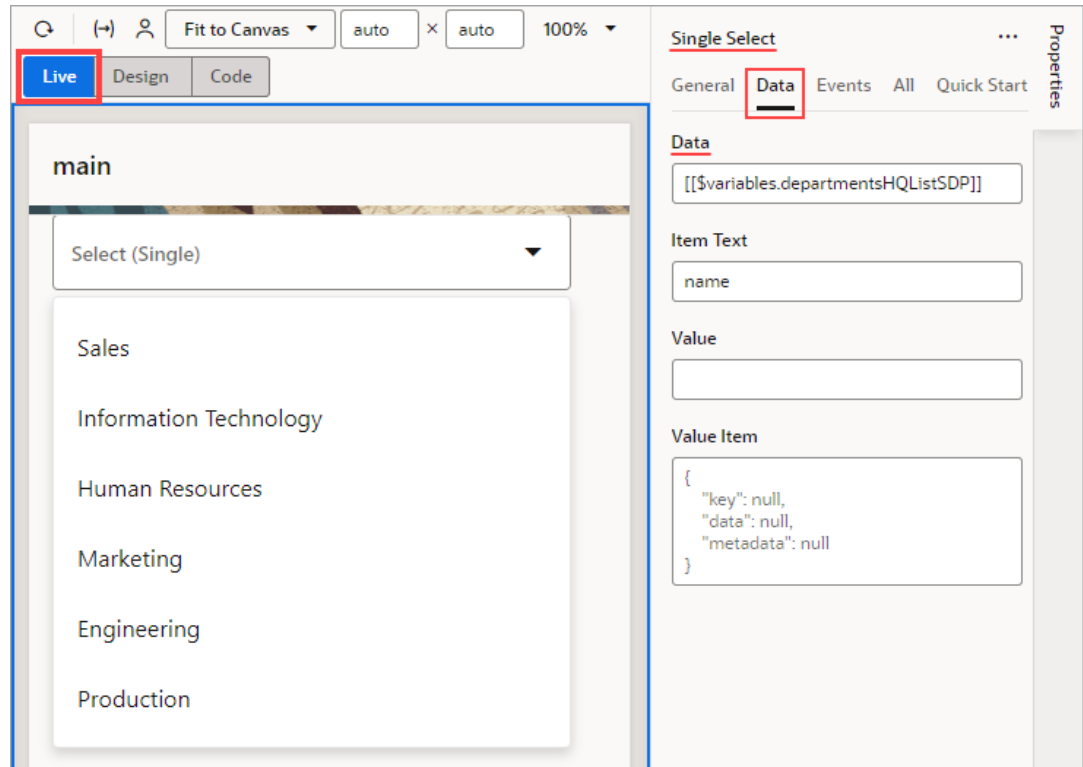 Fit to Canvas auto × auto 100%
Live Design Code
main
Select (Single)
Sales
Information Technology
Human Resources
Marketing
Engineering
Production
Single Select ...
General Data Events All Quick Start
Data
[[$variables.departmentsHQListSDP]]
Item Text
name
Value
Value Item
{
"key": null,
"data": null,
"metadata": null
}
Properties